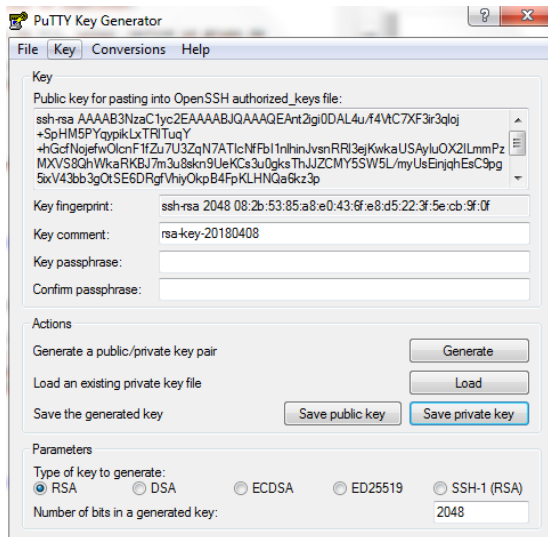 PuTTY Key Generator
File Key Conversions Help
Key
Public key for pasting into OpenSSH authorized_keys file:
ssh-rsa AAAAB3NzaC1yc2EAAAABJQAAAQEAnt2igi0DAL4u/f4VtC7XF3ir3qloj
+SpHM5PYqypikLxTRlTuqY
+hGcfNojefwOlcnF1fZu7U3ZqN7ATIcNfFbI1nlhinJvsnRRI3ejKwkaUSAyluOX2ILmmPz
MXVS8QhWkaRKBJ7m3u8skn9UeKCs3u0gksThJJZCMY5SW5L/myUsEinjqhEsC9pg
5ixV43bb3gOtSE6DRgfVhiyOkpB4FpKLHNQa6kz3p
Key fingerprint: ssh-rsa 2048 08:2b:53:85:a8:e0:43:6f:e8:d5:22:3f:5e:cb:9f:0f
Key comment: rsa-key-20180408
Key passphrase:
Confirm passphrase:
Actions
Generate a public/private key pair Generate
Load an existing private key file Load
Save the generated key Save public key Save private key
Parameters
Type of key to generate:
RSA DSA ECDSA ED25519 SSH-1 (RSA)
Number of bits in a generated key: 2048